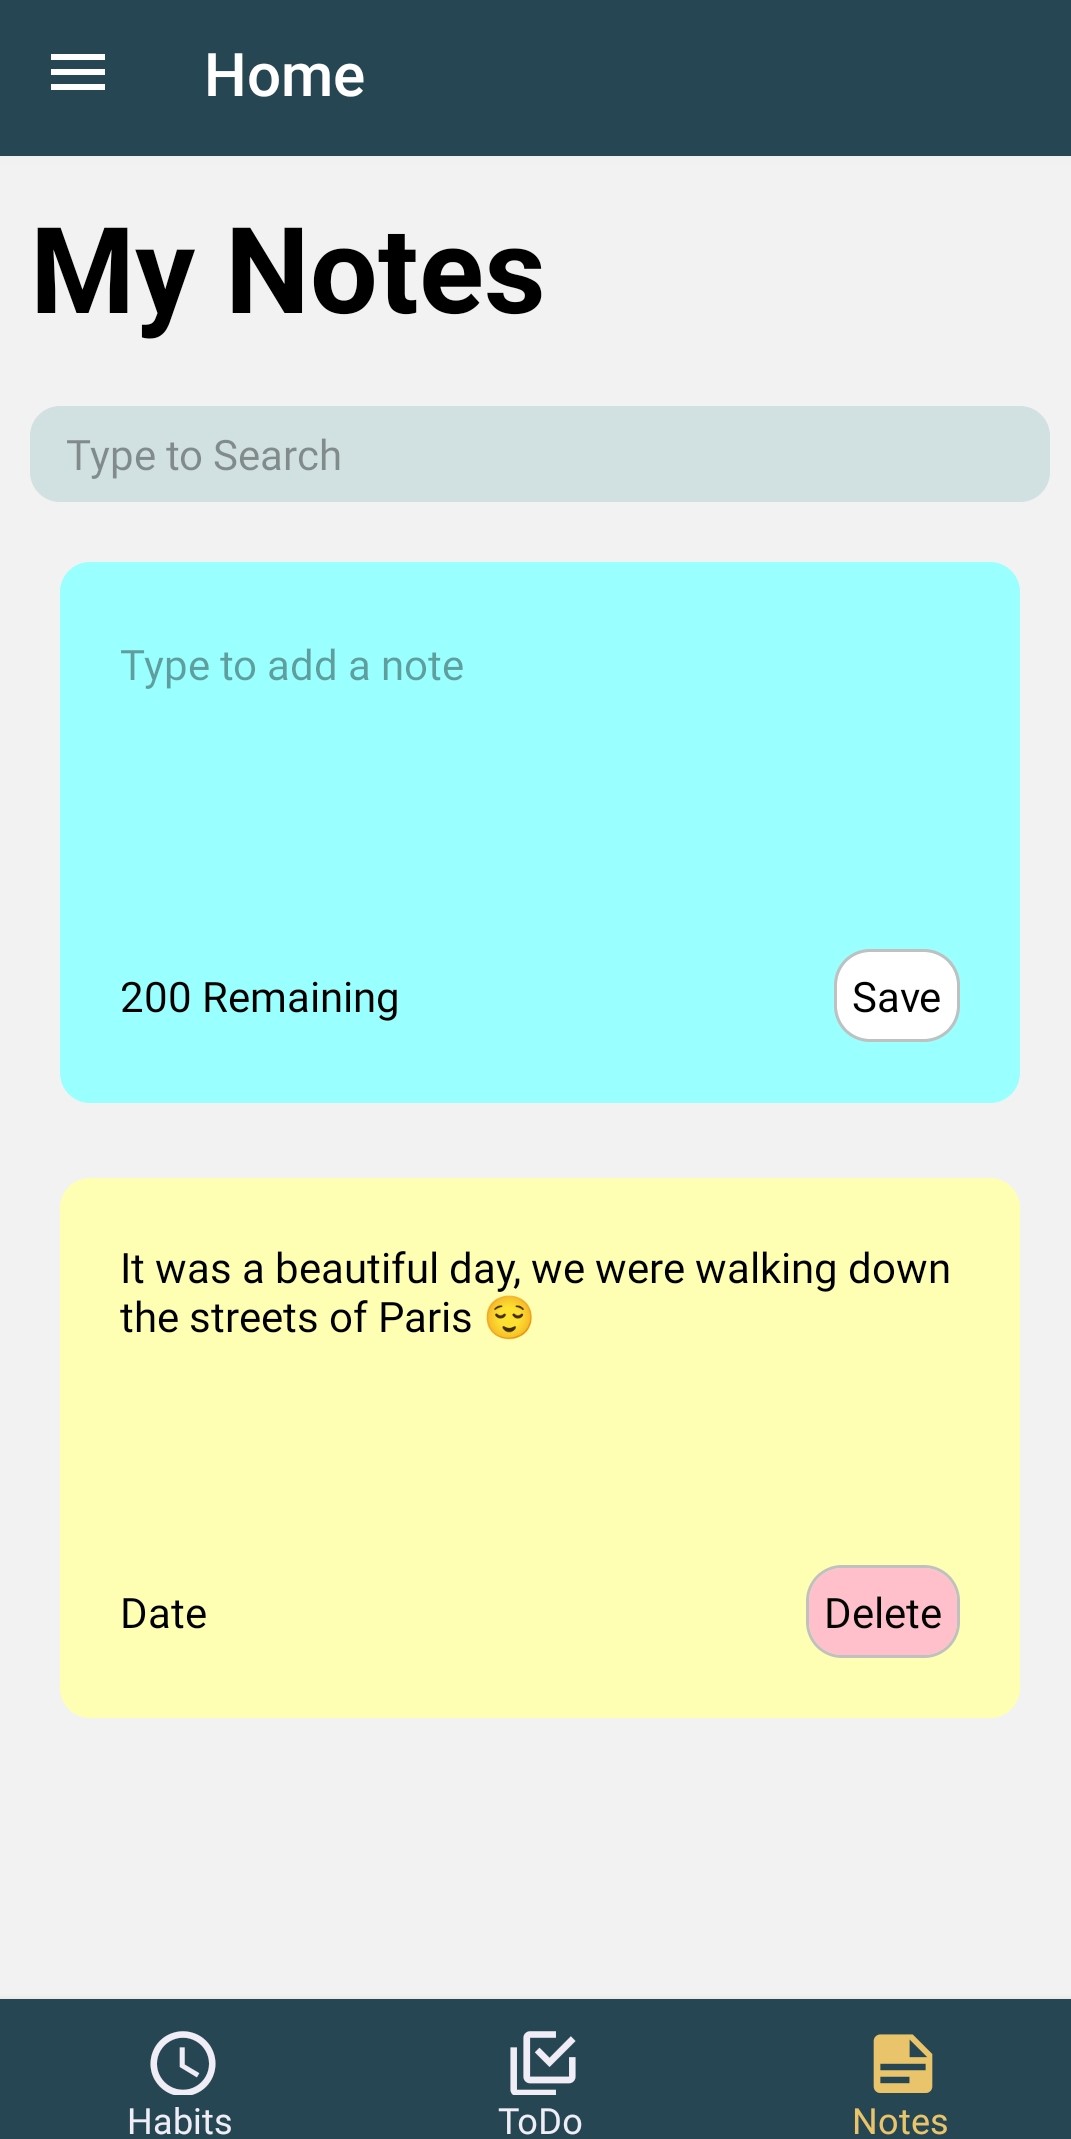 Home
My Notes
Type to Search
Type to add a note
200 Remaining
Save
It was a beautiful day, we were walking down
the streets of Paris 😌
Date
Delete
Habits
ToDo
Notes